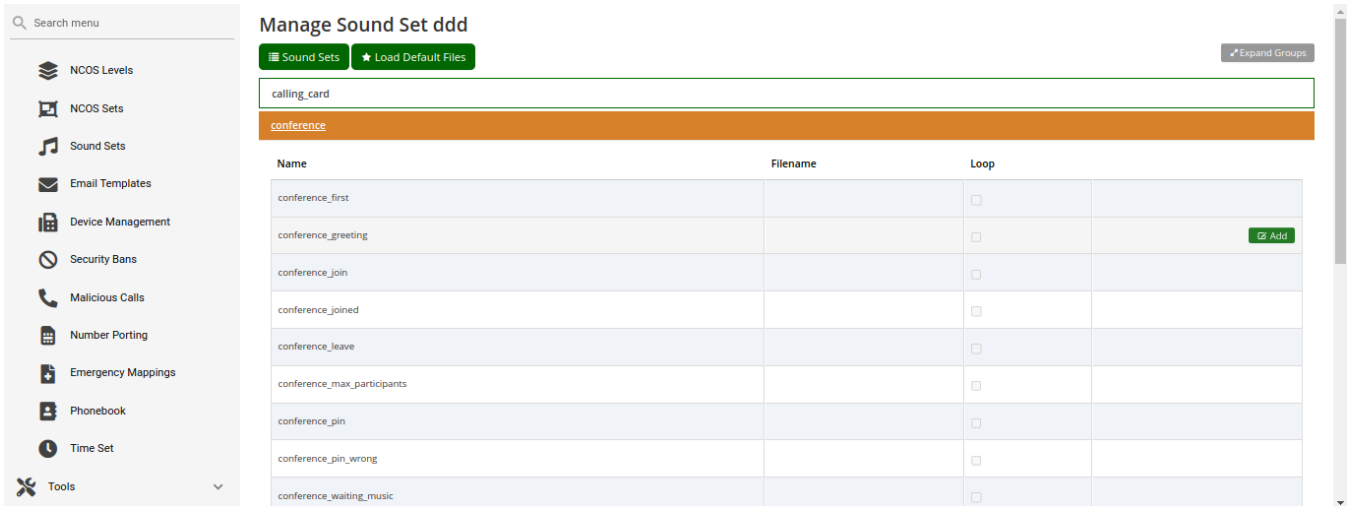 Search menu
NCOS Levels
NCOS Sets
Sound Sets
Email Templates
Device Management
Security Bans
Malicious Calls
Number Porting
Emergency Mappings
Phonebook
Time Set
Tools
Manage Sound Set ddd
Sound Sets
Load Default Files
Expand Groups
calling_card
conference
Name Filename Loop
conference_first
conference_greeting Add
conference_join
conference_joined
conference_leave
conference_max_participants
conference_pin
conference_pin_wrong
conference_waiting_music